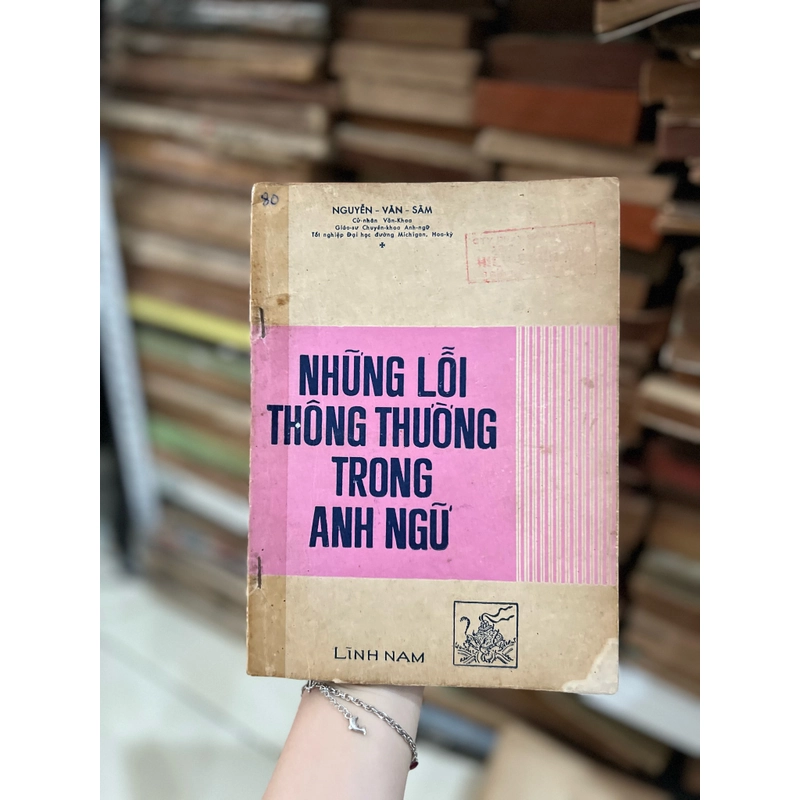 80
NGUYỄN - VĂN - SÂM
Cử-nhân Văn-Khoa
Giáo-sư Chuyên-khoa Anh-ngữ
Tốt nghiệp Đại học đường Michigan, Hoa-kỳ
NHỮNG LỖI
THÔNG THƯỜNG
TRONG
ANH NGỮ
LĨNH NAM